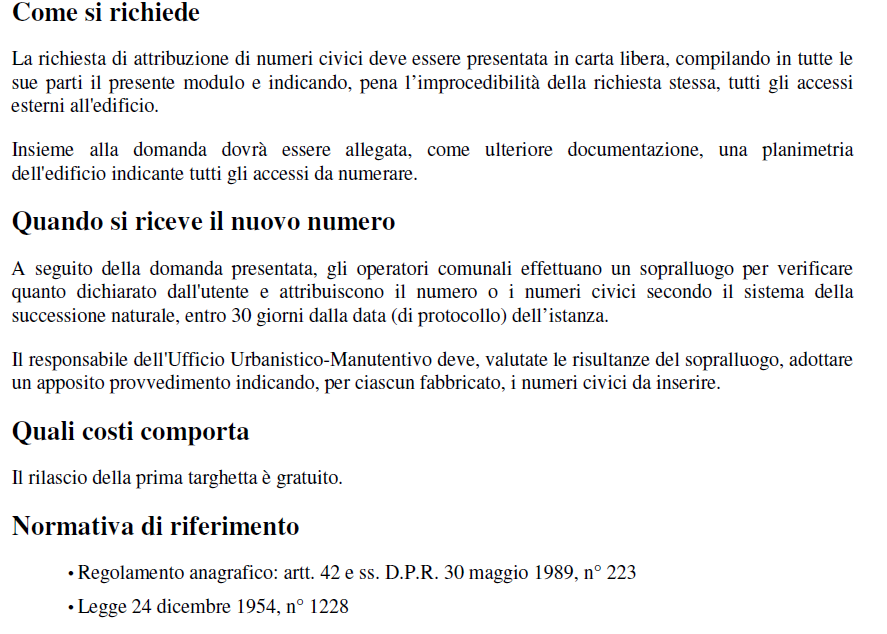 Come si richiede
La richiesta di attribuzione di numeri civici deve essere presentata in carta libera, compilando in tutte le
sue parti il presente modulo e indicando, pena l’improcedibilità della richiesta stessa, tutti gli accessi
esterni all'edificio.
Insieme alla domanda dovrà essere allegata, come ulteriore documentazione, una planimetria
dell'edificio indicante tutti gli accessi da numerare.
Quando si riceve il nuovo numero
A seguito della domanda presentata, gli operatori comunali effettuano un sopralluogo per verificare
quanto dichiarato dall'utente e attribuiscono il numero o i numeri civici secondo il sistema della
successione naturale, entro 30 giorni dalla data (di protocollo) dell’istanza.
Il responsabile dell'Ufficio Urbanistico-Manutentivo deve, valutate le risultanze del sopralluogo, adottare
un apposito provvedimento indicando, per ciascun fabbricato, i numeri civici da inserire.
Quali costi comporta
Il rilascio della prima targhetta è gratuito.
Normativa di riferimento
• Regolamento anagrafico: artt. 42 e ss. D.P.R. 30 maggio 1989, n° 223
• Legge 24 dicembre 1954, n° 1228